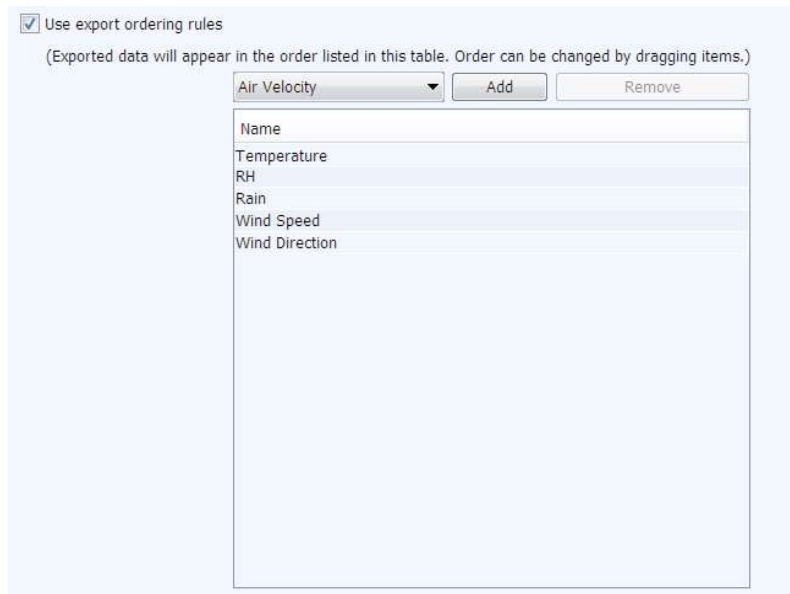 Use export ordering rules
(Exported data will appear in the order listed in this table. Order can be changed by dragging items.)
Air Velocity Add Remove
Name
Temperature
RH
Rain
Wind Speed
Wind Direction